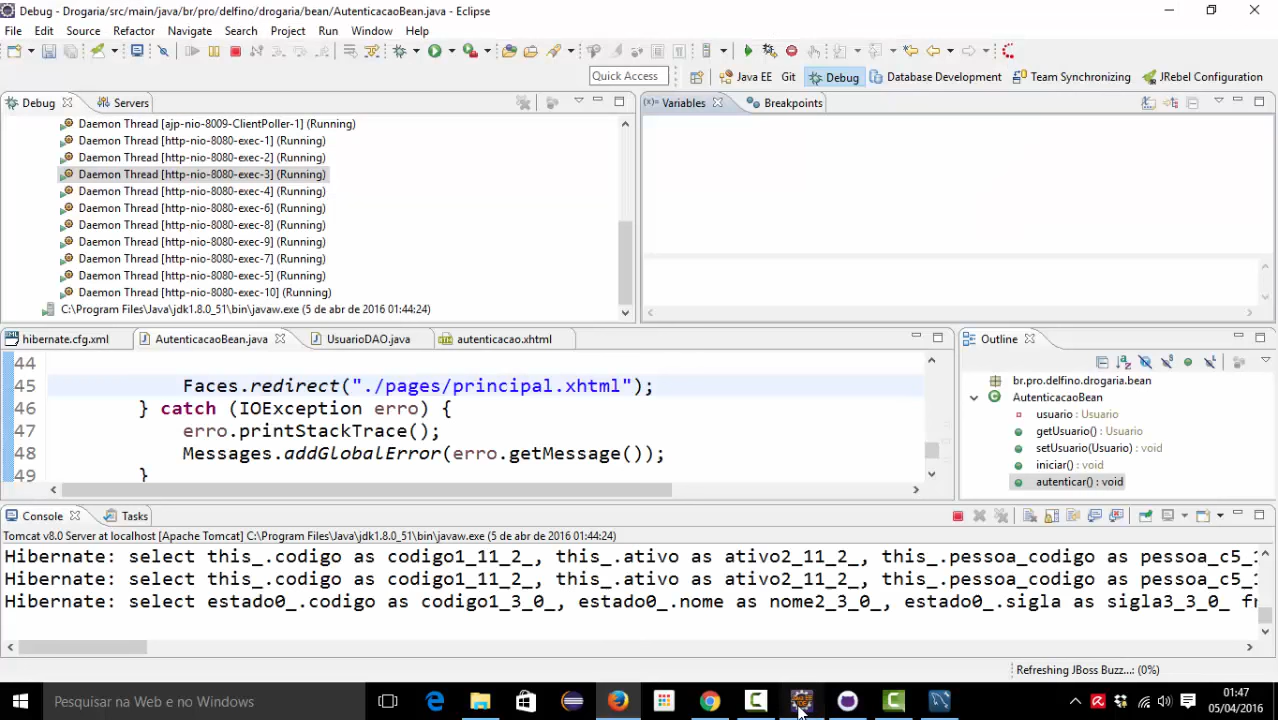 Debug - Drogaria/src/main/java/br/pro/delfino/drogaria/bean/AutenticacaoBean.java - Eclipse
File Edit Source Refactor Navigate Search Project Run Window Help
Quick Access Java EE Git Debug Database Development Team Synchronizing JRebel Configuration
Debug Servers
Variables Breakpoints
Daemon Thread [ajp-nio-8009-ClientPoller-1] (Running)
Daemon Thread [http-nio-8080-exec-1] (Running)
Daemon Thread [http-nio-8080-exec-2] (Running)
Daemon Thread [http-nio-8080-exec-3] (Running)
Daemon Thread [http-nio-8080-exec-4] (Running)
Daemon Thread [http-nio-8080-exec-6] (Running)
Daemon Thread [http-nio-8080-exec-8] (Running)
Daemon Thread [http-nio-8080-exec-9] (Running)
Daemon Thread [http-nio-8080-exec-7] (Running)
Daemon Thread [http-nio-8080-exec-5] (Running)
Daemon Thread [http-nio-8080-exec-10] (Running)
C:\Program Files\Java\jdk1.8.0_51\bin\javaw.exe (5 de abr de 2016 01:44:24)
hibernate.cfg.xml AutenticacaoBean.java UsuarioDAO.java autenticacao.xhtml
44
45 Faces.redirect("./pages/principal.xhtml");
46 } catch (IOException erro) {
47 erro.printStackTrace();
48 Messages.addGlobalError(erro.getMessage());
49 }
Outline
br.pro.delfino.drogaria.bean
AutenticacaoBean
usuario : Usuario
getUsuario() : Usuario
setUsuario(Usuario) : void
iniciar() : void
autenticar() : void
Console Tasks
Tomcat v8.0 Server at localhost [Apache Tomcat] C:\Program Files\Java\jdk1.8.0_51\bin\javaw.exe (5 de abr de 2016 01:44:24)
Hibernate: select this_.codigo as codigo1_11_2_, this_.ativo as ativo2_11_2_, this_.pessoa_codigo as pessoa_c5_1
Hibernate: select this_.codigo as codigo1_11_2_, this_.ativo as ativo2_11_2_, this_.pessoa_codigo as pessoa_c5_1
Hibernate: select estado0_.codigo as codigo1_3_0_, estado0_.nome as nome2_3_0_, estado0_.sigla as sigla3_3_0_ fr
Refreshing JBoss Buzz...: (0%)
Pesquisar na Web e no Windows
01:47
05/04/2016